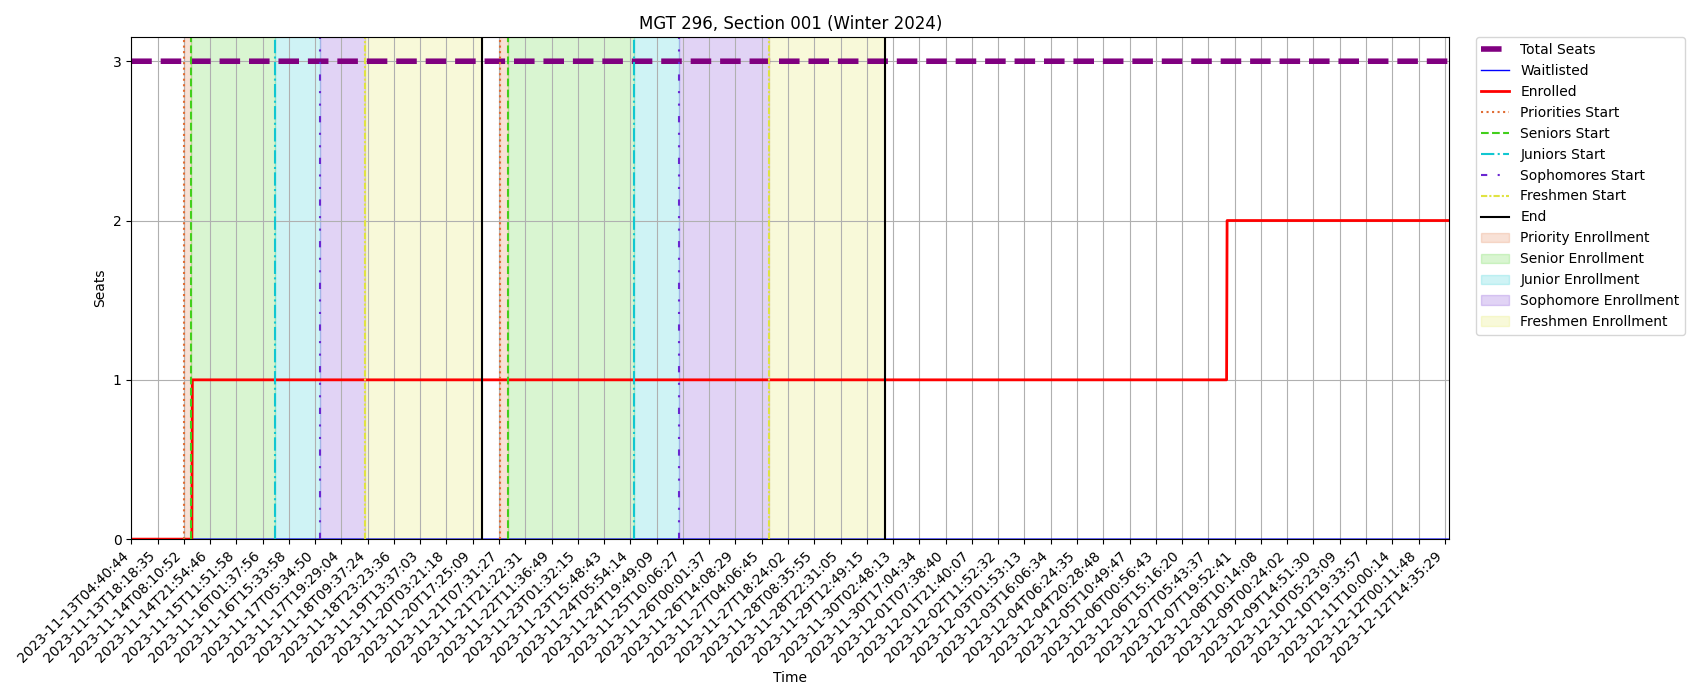 MGT 296, Section 001 (Winter 2024)
Seats
3
2
1
0
2023-11-13T04:40:44
2023-11-13T18:18:35
2023-11-14T08:10:52
2023-11-14T21:54:46
2023-11-15T11:51:58
2023-11-16T01:37:56
2023-11-16T15:33:58
2023-11-17T05:34:50
2023-11-17T19:29:04
2023-11-18T09:37:24
2023-11-18T23:23:36
2023-11-19T13:37:03
2023-11-20T03:21:18
2023-11-20T17:25:09
2023-11-21T07:31:27
2023-11-21T21:22:31
2023-11-22T11:36:49
2023-11-23T01:32:15
2023-11-23T15:48:43
2023-11-24T05:54:14
2023-11-24T19:49:09
2023-11-25T10:06:27
2023-11-26T00:01:37
2023-11-26T14:08:29
2023-11-27T04:06:45
2023-11-27T18:24:02
2023-11-28T08:35:55
2023-11-28T22:31:05
2023-11-29T12:49:15
2023-11-30T02:48:13
2023-11-30T17:04:34
2023-12-01T07:38:40
2023-12-01T21:40:07
2023-12-02T11:52:32
2023-12-03T01:53:13
2023-12-03T16:06:34
2023-12-04T06:24:35
2023-12-04T20:28:48
2023-12-05T10:49:47
2023-12-06T00:56:43
2023-12-06T15:16:20
2023-12-07T05:43:37
2023-12-07T19:52:41
2023-12-08T10:14:08
2023-12-09T00:24:02
2023-12-09T14:51:30
2023-12-10T05:23:09
2023-12-10T19:33:57
2023-12-11T10:00:14
2023-12-12T00:11:48
2023-12-12T14:35:29
Time
Total Seats
Waitlisted
Enrolled
Priorities Start
Seniors Start
Juniors Start
Sophomores Start
Freshmen Start
End
Priority Enrollment
Senior Enrollment
Junior Enrollment
Sophomore Enrollment
Freshmen Enrollment